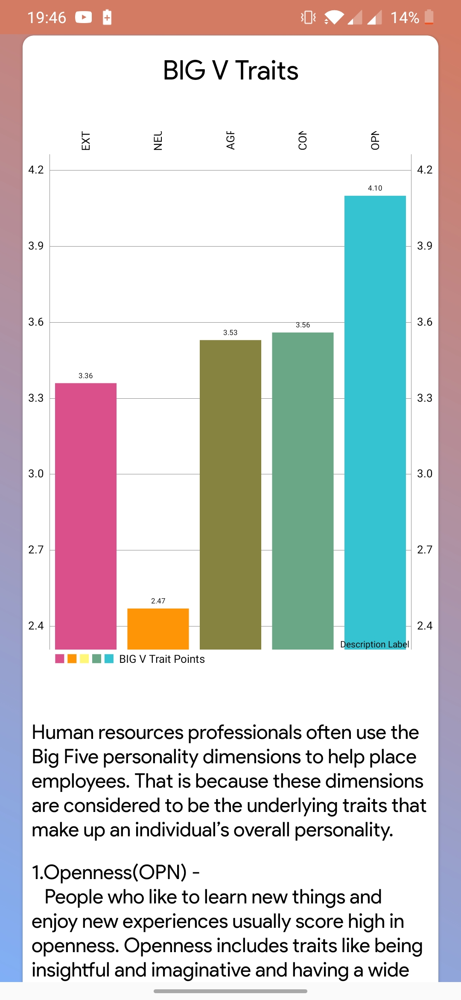 19:46
14%
BIG V Traits
EXT
NEU
AGR
CON
OPN
4.2 4.2
4.10
3.9 3.9
3.6 3.6
3.56
3.53
3.36
3.3 3.3
3.0 3.0
2.7 2.7
2.47
2.4 2.4
Description Label
BIG V Trait Points
Human resources professionals often use the
Big Five personality dimensions to help place
employees. That is because these dimensions
are considered to be the underlying traits that
make up an individual’s overall personality.
1.Openness(OPN) -
People who like to learn new things and
enjoy new experiences usually score high in
openness. Openness includes traits like being
insightful and imaginative and having a wide